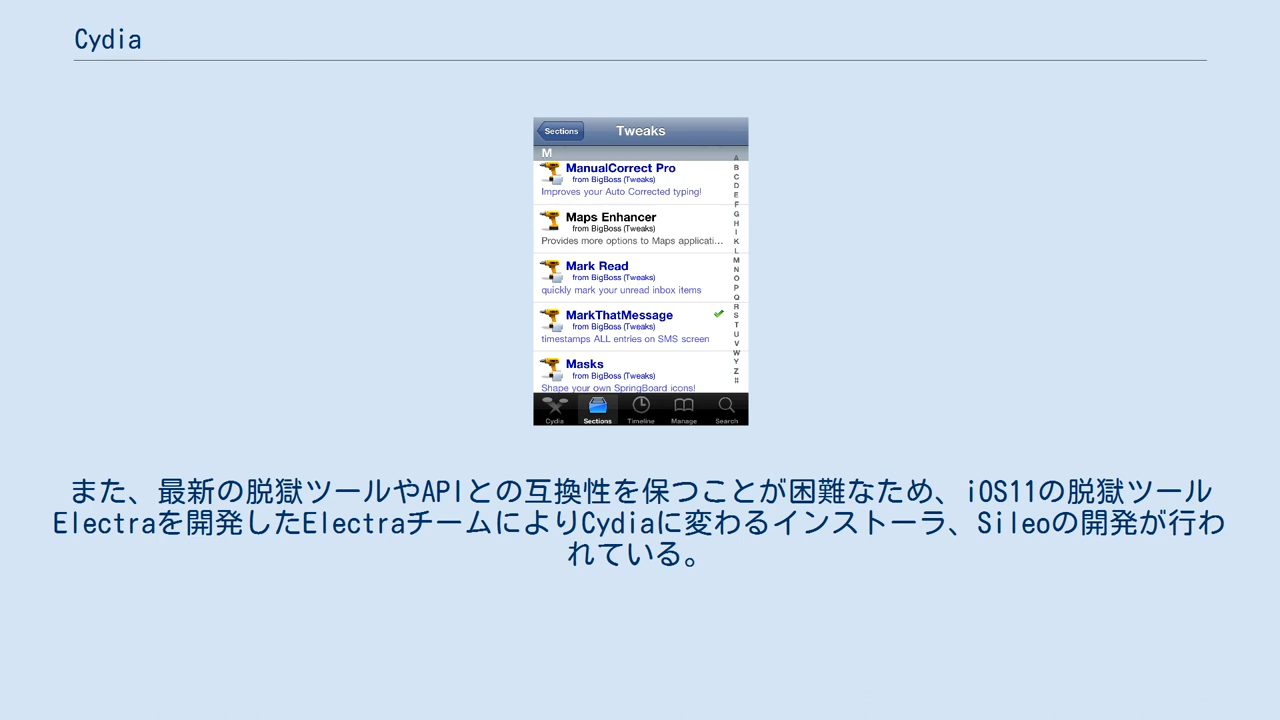 Cydia
Sections
Tweaks
M
ManualCorrect Pro
from BigBoss (Tweaks)
Improves your Auto Corrected typing!
Maps Enhancer
from BigBoss (Tweaks)
Provides more options to Maps applicati...
Mark Read
from BigBoss (Tweaks)
quickly mark your unread inbox items
MarkThatMessage
from BigBoss (Tweaks)
timestamps ALL entries on SMS screen
Masks
from BigBoss (Tweaks)
Shape your own SpringBoard icons!
A
B
C
D
E
F
G
H
I
K
L
M
N
O
P
Q
R
S
T
U
V
W
Y
Z
#
Cydia
Sections
Timeline
Manage
Search
また、最新の脱獄ツールやAPIとの互換性を保つことが困難なため、iOS11の脱獄ツール
Electraを開発したElectraチームによりCydiaに変わるインストーラ、Sileoの開発が行わ
れている。